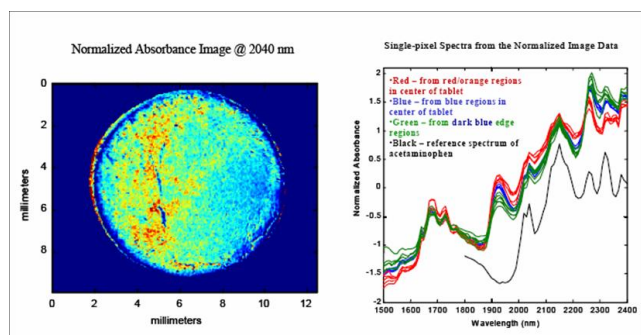 Normalized Absorbance Image @ 2040 nm
0
2
4
6
8
millimeters
0
2
4
6
8
10
12
millimeters
Single-pixel Spectra from the Normalized Image Data
*Red – from red/orange regions
in center of tablet
*Blue – from blue regions in
center of tablet
*Green – from dark blue edge
regions
*Black – reference spectrum of
acetaminophen
Normalized Absorbance
2
1.5
1
0.5
0
-0.5
-1
-1.5
-2
1500 1600 1700 1800 1900 2000 2100 2200 2300 2400
Wavelength (nm)